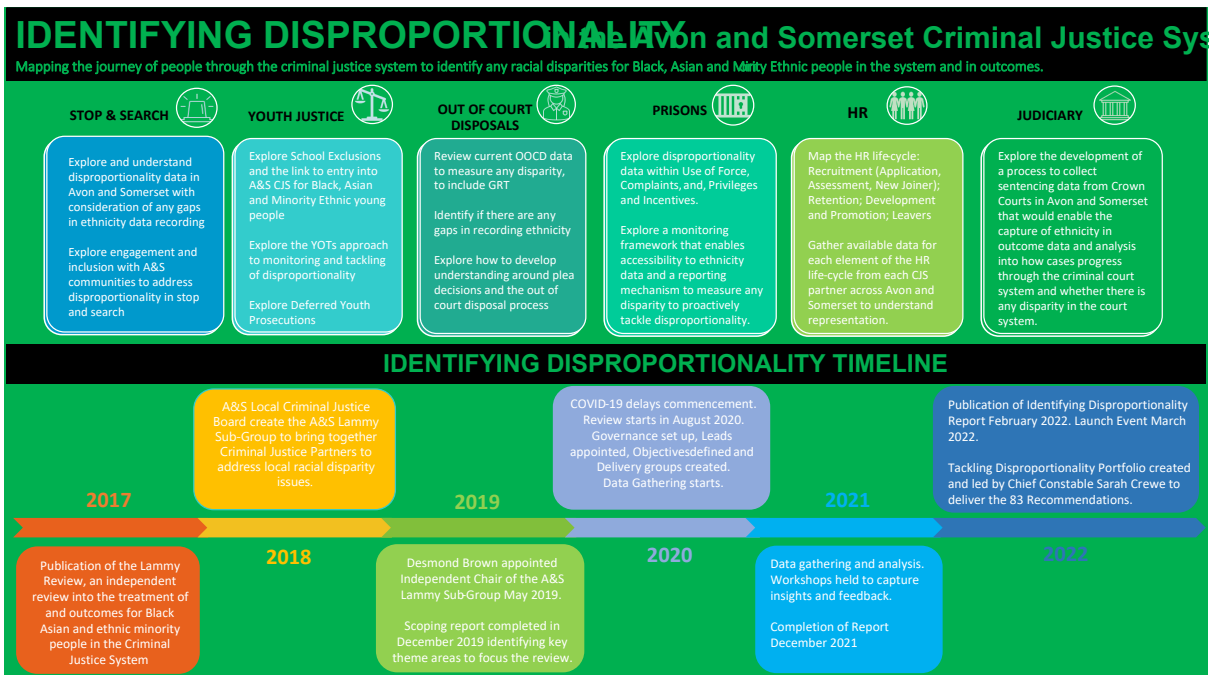 IDENTIFYING DISPROPORTIONALITY in the Avon and Somerset Criminal Justice Sys
Mapping the journey of people through the criminal justice system to identify any racial disparities for Black, Asian and Minority Ethnic people in the system and in outcomes.
STOP & SEARCH
Explore and understand
disproportionality data in
Avon and Somerset with
consideration of any gaps
in ethnicity data recording
Explore engagement and
inclusion with A&S
communities to address
disproportionality in stop
and search
YOUTH JUSTICE
Explore School Exclusions
and the link to entry into
A&S CJS for Black, Asian
and Minority Ethnic young
people
Explore the YOTs approach
to monitoring and tackling
of disproportionality
Explore Deferred Youth
Prosecutions
OUT OF COURT
DISPOSALS
Review current OOCD data
to measure any disparity,
to include GRT
Identify if there are any
gaps in recording ethnicity
Explore how to develop
understanding around plea
decisions and the out of
court disposal process
PRISONS
Explore disproportionality
data within Use of Force,
Complaints, and, Privileges
and Incentives.
Explore a monitoring
framework that enables
accessibility to ethnicity
data and a reporting
mechanism to measure any
disparity to proactively
tackle disproportionality.
HR
Map the HR life-cycle:
Recruitment (Application,
Assessment, New Joiner);
Retention; Development
and Promotion; Leavers
Gather available data for
each element of the HR
life-cycle from each CJS
partner across Avon and
Somerset to understand
representation.
JUDICIARY
Explore the development of
a process to collect
sentencing data from Crown
Courts in Avon and Somerset
that would enable the
capture of ethnicity in
outcome data and analysis
into how cases progress
through the criminal court
system and whether there is
any disparity in the court
system.
IDENTIFYING DISPROPORTIONALITY TIMELINE
2017
Publication of the Lammy
Review, an independent
review into the treatment of
and outcomes for Black
Asian and ethnic minority
people in the Criminal
Justice System
A&S Local Criminal Justice
Board create the A&S Lammy
Sub-Group to bring together
Criminal Justice Partners to
address local racial disparity
issues.
2018
2019
Desmond Brown appointed
Independent Chair of the A&S
Lammy Sub-Group May 2019.
Scoping report completed in
December 2019 identifying key
theme areas to focus the review.
COVID-19 delays commencement.
Review starts in August 2020.
Governance set up, Leads
appointed, Objectivesdefined and
Delivery groups created.
Data Gathering starts.
2020
2021
Data gathering and analysis.
Workshops held to capture
insights and feedback.
Completion of Report
December 2021
Publication of Identifying Disproportionality
Report February 2022. Launch Event March
2022.
Tackling Disproportionality Portfolio created
and led by Chief Constable Sarah Crewe to
deliver the 83 Recommendations.
2022